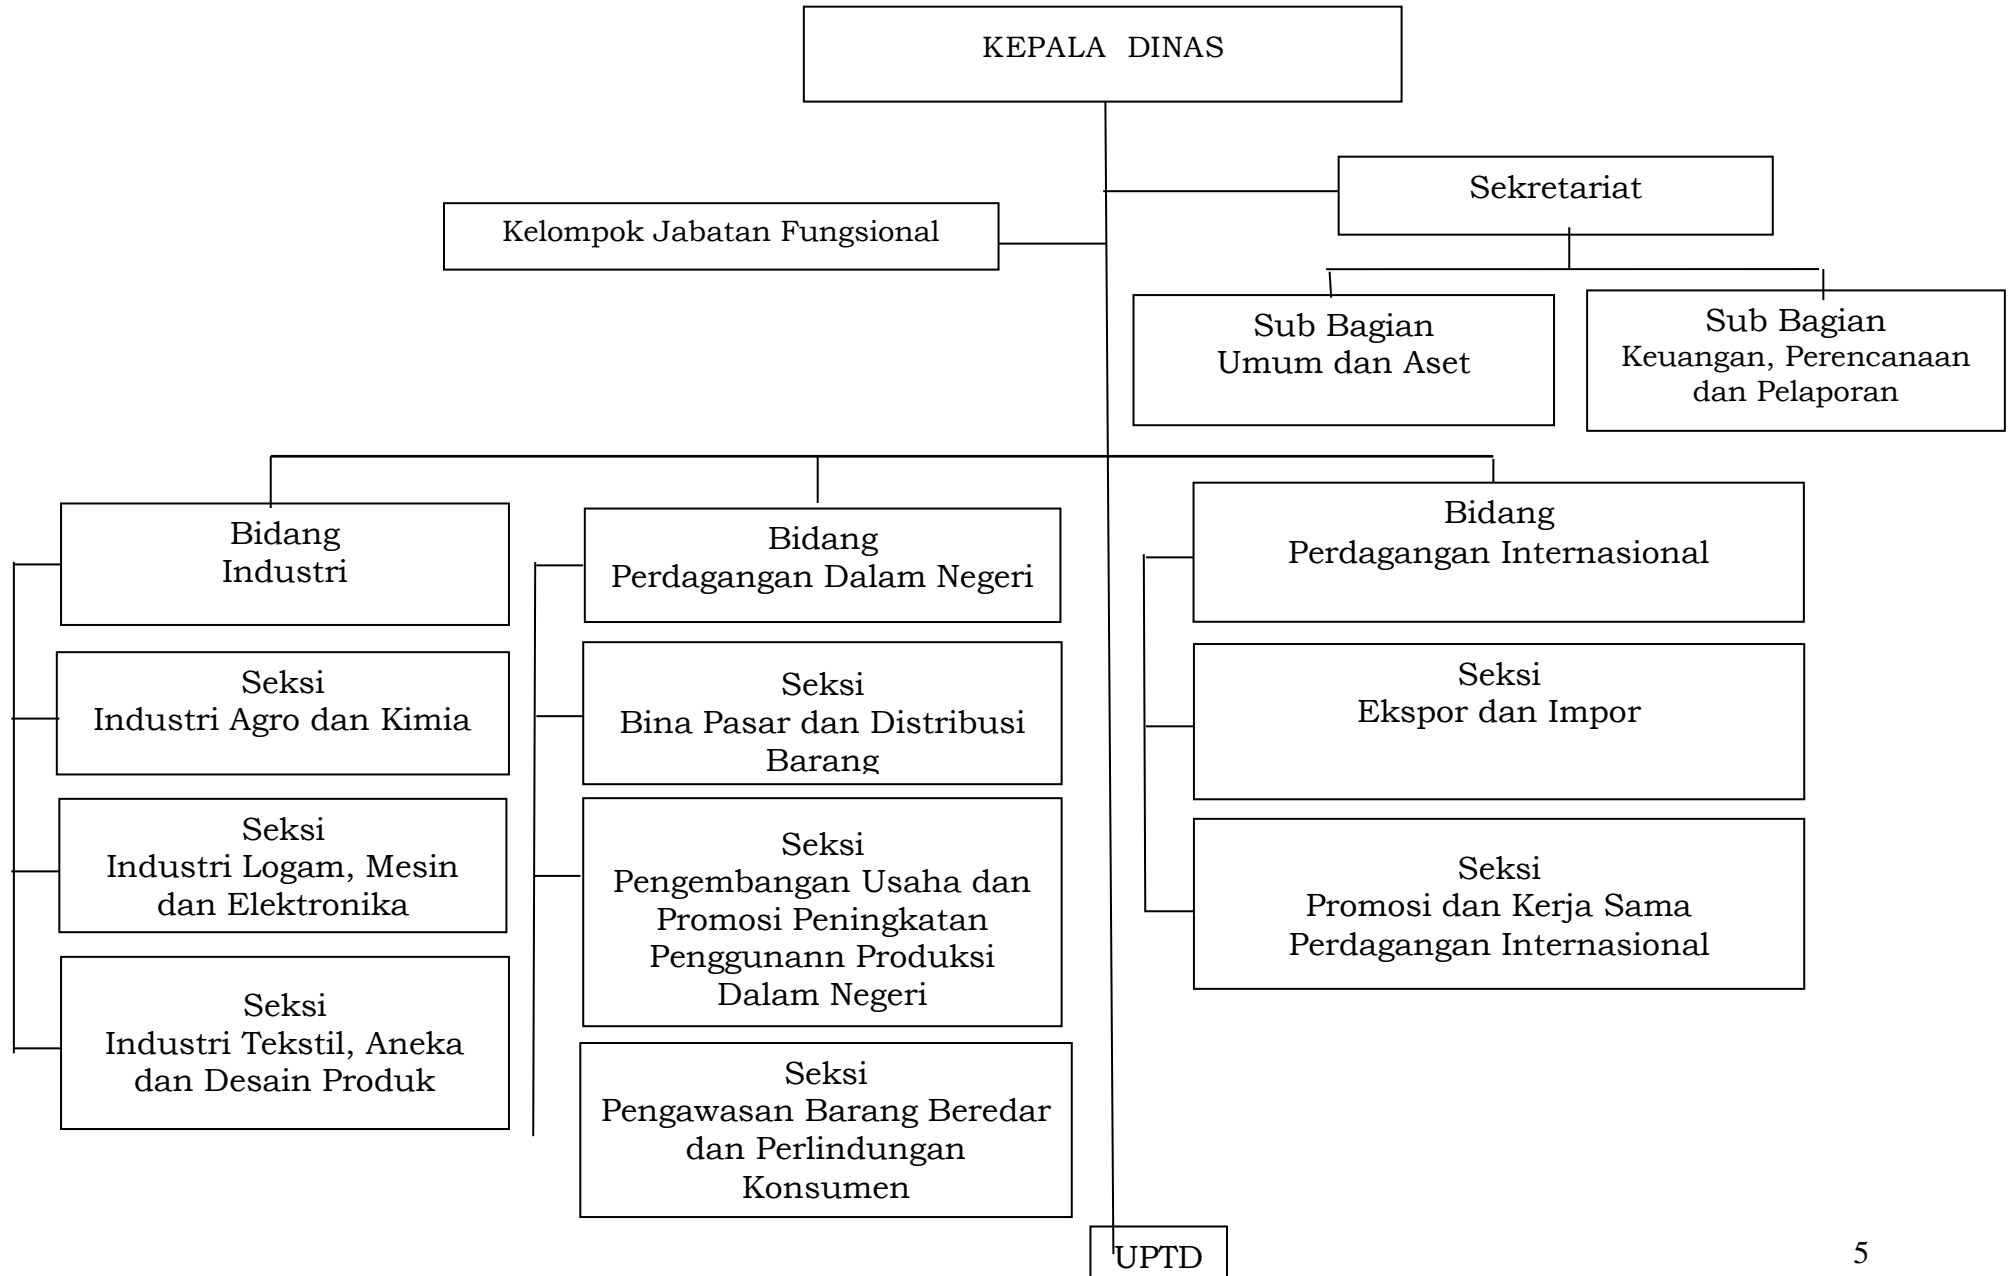 KEPALA DINAS
Sekretariat
Kelompok Jabatan Fungsional
Sub Bagian
Umum dan Aset
Sub Bagian
Keuangan, Perencanaan
dan Pelaporan
Bidang
Industri
Seksi
Industri Agro dan Kimia
Seksi
Industri Logam, Mesin
dan Elektronika
Seksi
Industri Tekstil, Aneka
dan Desain Produk
Bidang
Perdagangan Dalam Negeri
Seksi
Bina Pasar dan Distribusi
Barang
Seksi
Pengembangan Usaha dan
Promosi Peningkatan
Penggunann Produksi
Dalam Negeri
Seksi
Pengawasan Barang Beredar
dan Perlindungan
Konsumen
Bidang
Perdagangan Internasional
Seksi
Ekspor dan Impor
Seksi
Promosi dan Kerja Sama
Perdagangan Internasional
UPTD
5